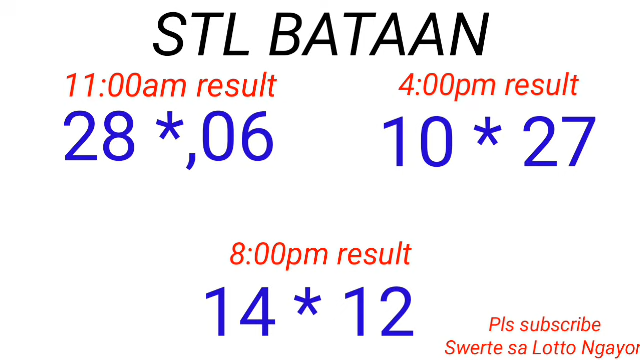 STL BATAAN
11:00am result
28 *,06
4:00pm result
10 * 27
8:00pm result
14 * 12
Pls subscribe
Swerte sa Lotto Ngayon